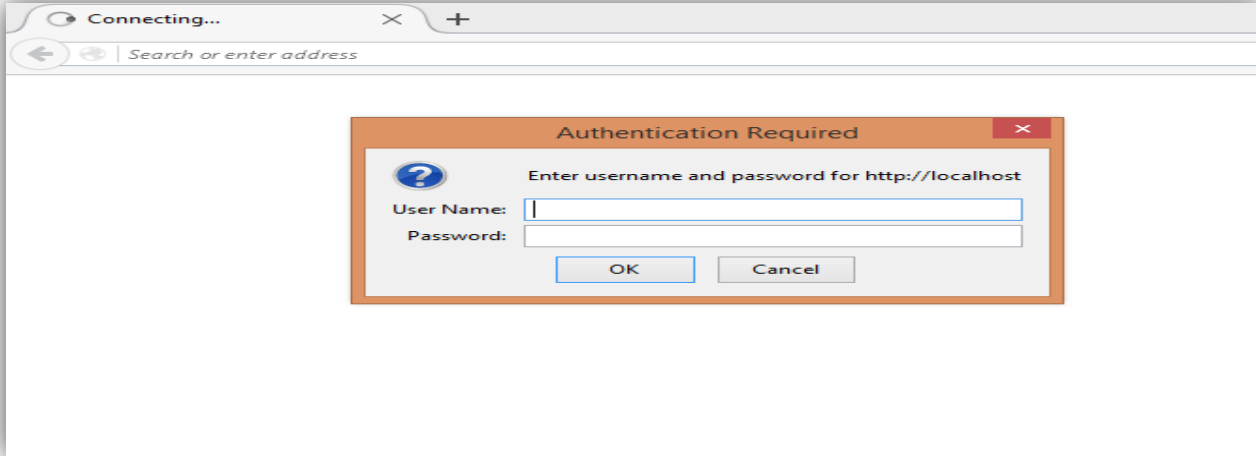 Connecting...
Search or enter address
Authentication Required
Enter username and password for http://localhost
User Name:
Password:
OK Cancel